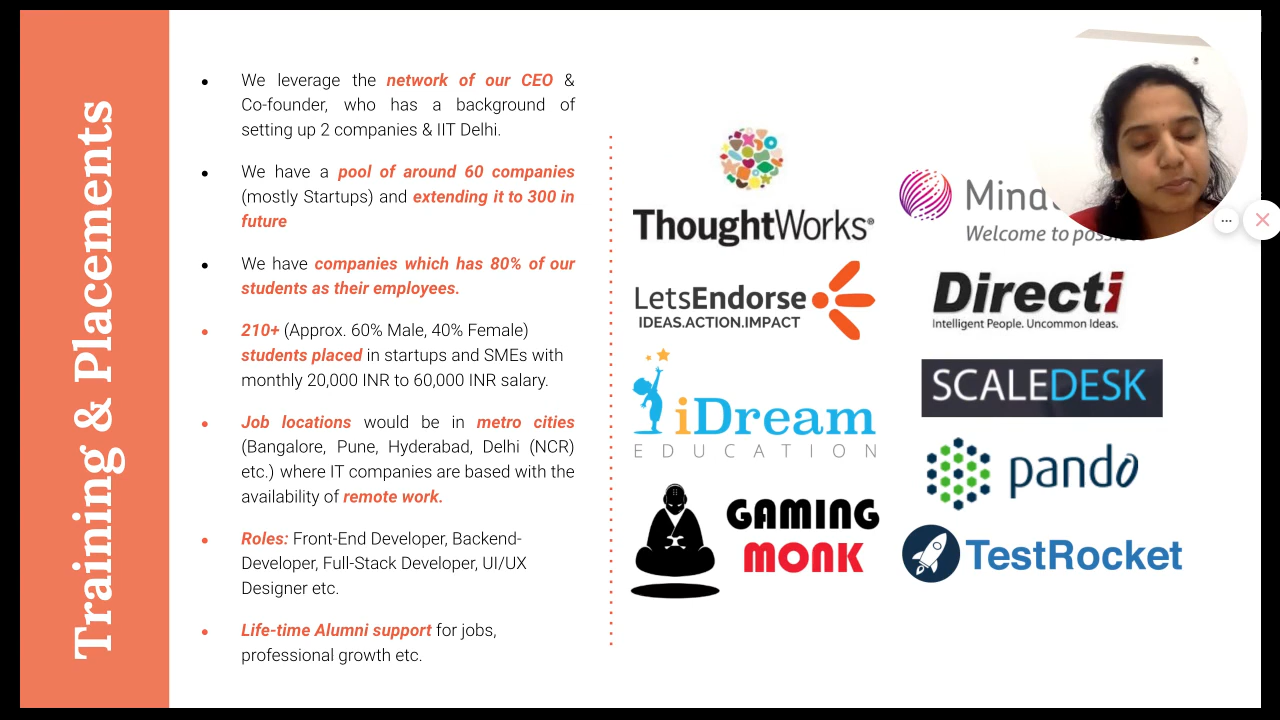 Training & Placements
We leverage the network of our CEO &
Co-founder, who has a background of
setting up 2 companies & IIT Delhi.
We have a pool of around 60 companies
(mostly Startups) and extending it to 300 in
future
We have companies which has 80% of our
students as their employees.
210+ (Approx. 60% Male, 40% Female)
students placed in startups and SMEs with
monthly 20,000 INR to 60,000 INR salary.
Job locations would be in metro cities
(Bangalore, Pune, Hyderabad, Delhi (NCR)
etc.) where IT companies are based with the
availability of remote work.
Roles: Front-End Developer, Backend-
Developer, Full-Stack Developer, UI/UX
Designer etc.
Life-time Alumni support for jobs,
professional growth etc.
ThoughtWorks®
LetsEndorse
IDEAS.ACTION.IMPACT
iDream
EDUCATION
GAMING
MONK
Welcome to
Directi
Intelligent People. Uncommon Ideas.
SCALEDESK
pando
TestRocket